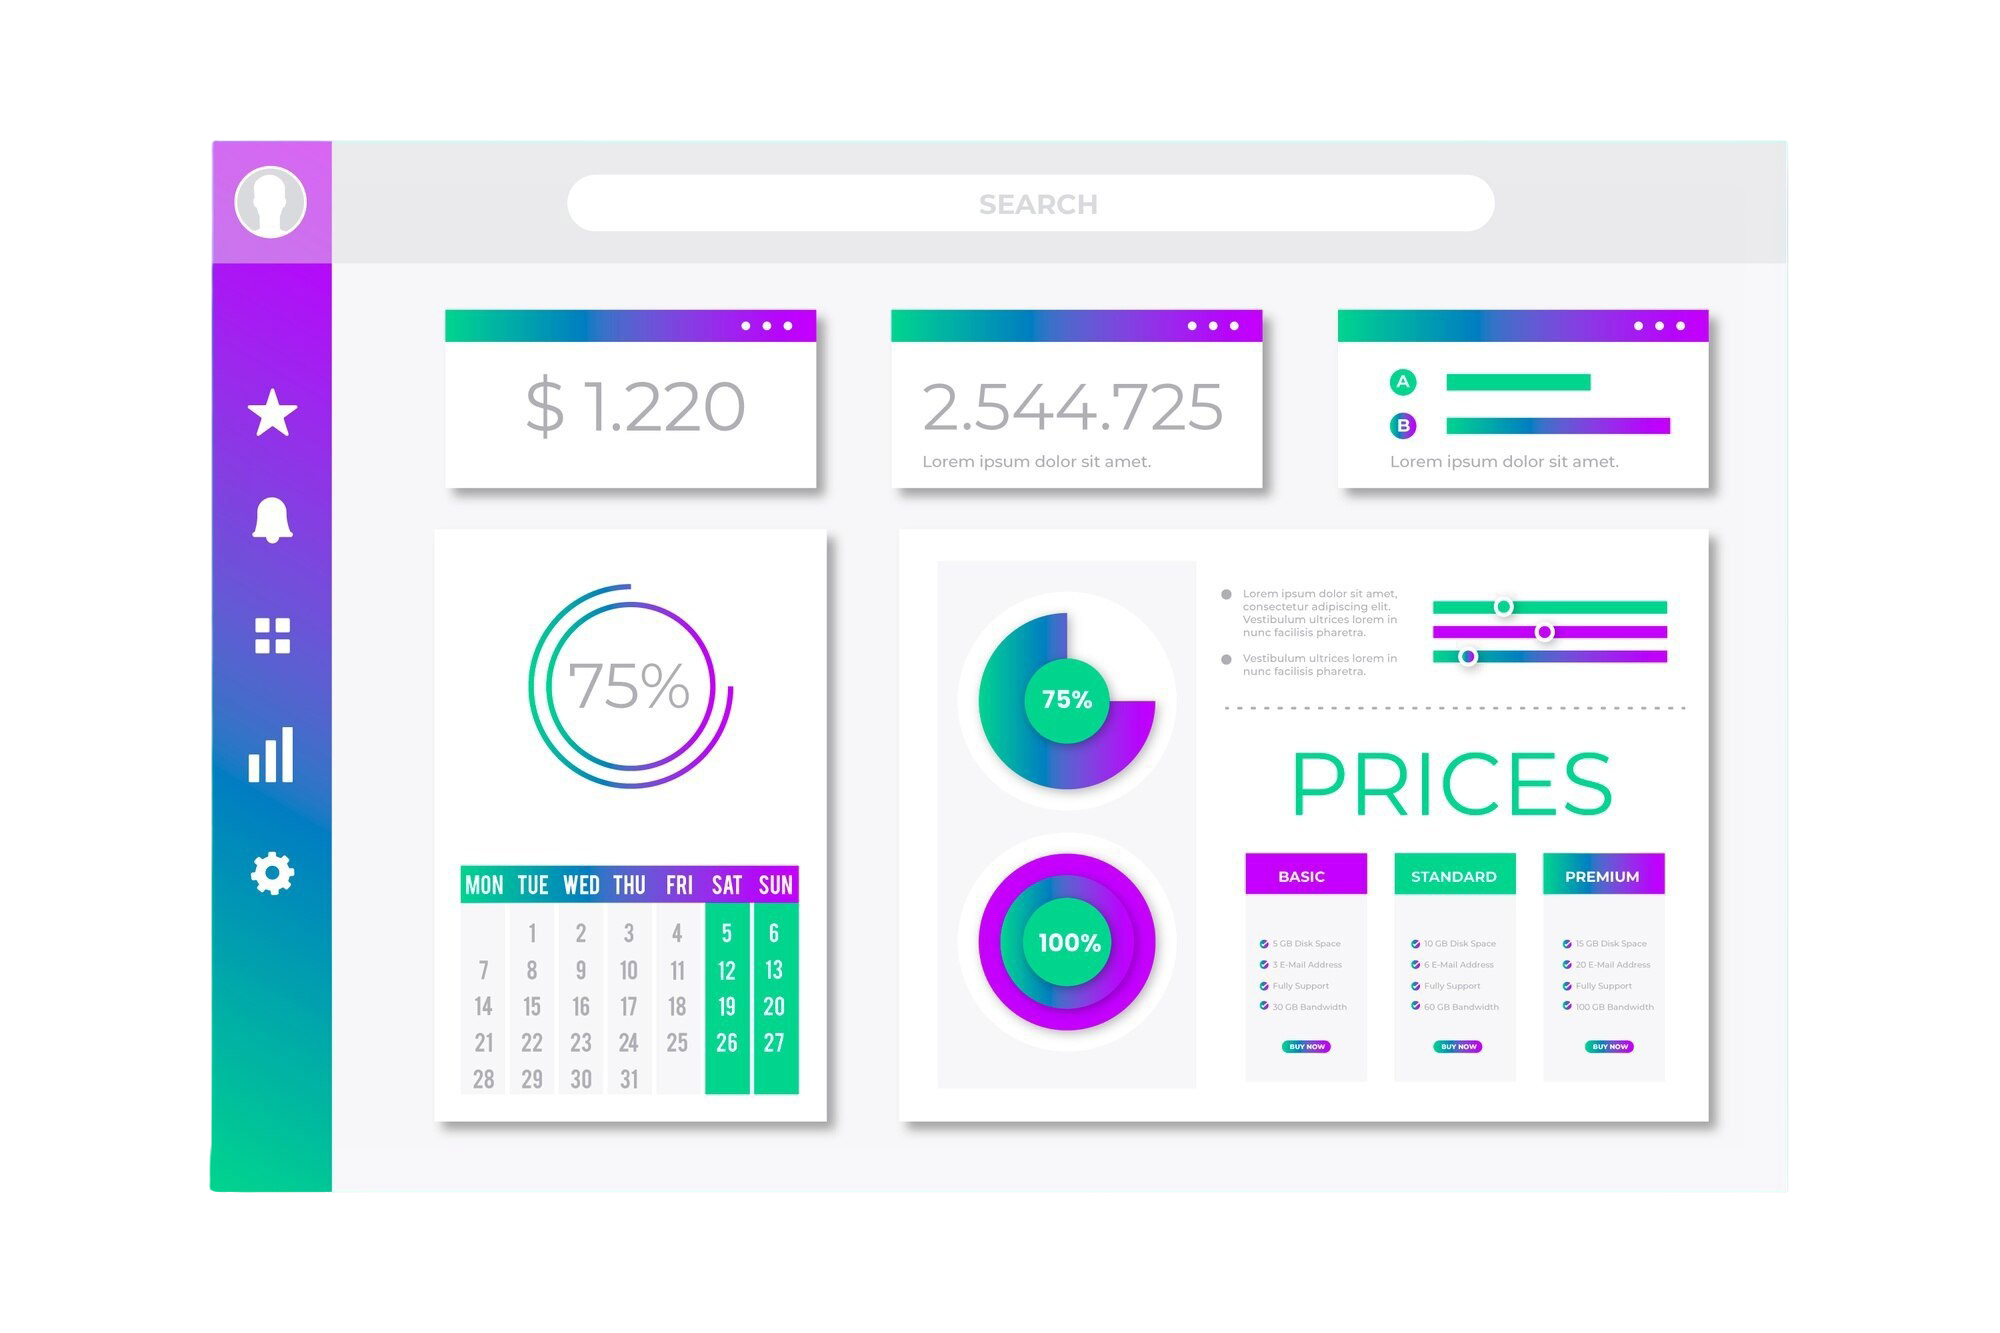 SEARCH
$ 1.220
2.544.725
Lorem ipsum dolor sit amet.
A
B
Lorem ipsum dolor sit amet.
75%
MON TUE WED THU FRI SAT SUN
1 2 3 4 5 6
7 8 9 10 11 12 13
14 15 16 17 18 19 20
21 22 23 24 25 26 27
28 29 30 31
75%
100%
Lorem ipsum dolor sit amet,
consectetur adipiscing elit.
Vestibulum ultrices lorem in
nunc facilisis pharetra.
Vestibulum ultrices lorem in
nunc facilisis pharetra.
PRICES
BASIC
5 GB Disk Space
3 E-Mail Address
Fully Support
30 GB Bandwidth
BUY NOW
STANDARD
10 GB Disk Space
6 E-Mail Address
Fully Support
60 GB Bandwidth
BUY NOW
PREMIUM
15 GB Disk Space
20 E-Mail Address
Fully Support
100 GB Bandwidth
BUY NOW